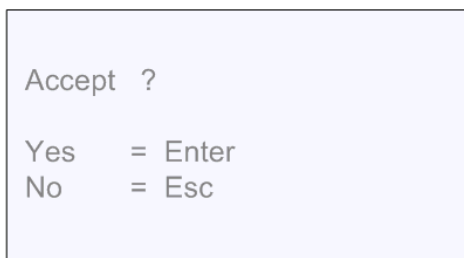 Accept ?
Yes = Enter
No = Esc